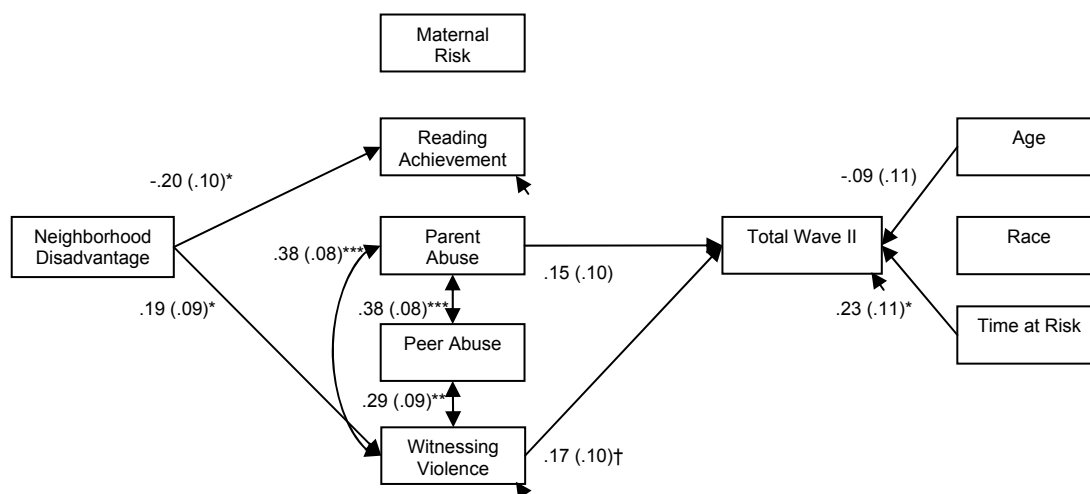 Maternal
Risk
Reading
Achievement
Age
-.20 (.10)*
-.09 (.11)
Neighborhood
Disadvantage
.38 (.08)***
Parent
Abuse
Total Wave II
Race
.15 (.10)
.19 (.09)*
.38 (.08)***
.23 (.11)*
Time at Risk
Peer Abuse
.29 (.09)**
Witnessing
Violence
.17 (.10)†